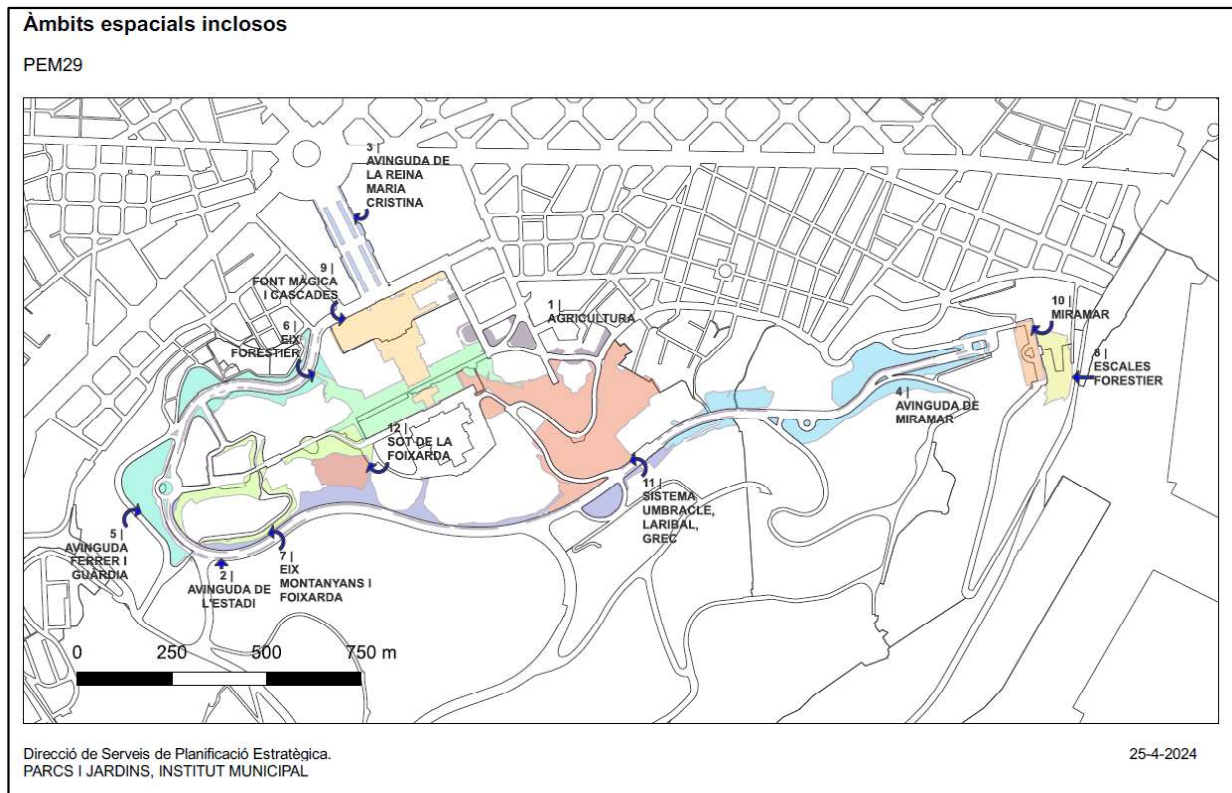 Àmbits espacials inclosos
PEM29
3 |
AVINGUDA DE
LA REINA
MARIA
CRISTINA
9 |
FONT MÀGICA
I CASCADES
6 |
EIX
FORESTIER
1 |
AGRICULTURA
10 |
MIRAMAR
8 |
ESCALES
FORESTIER
4 |
AVINGUDA DE
MIRAMAR
12 |
SOT DE LA
FOIXARDA
11 |
SISTEMA
UMBRACLE,
LARIBAL,
GREC
5 |
AVINGUDA
FERRER I
GUÀRDIA
2 |
AVINGUDA DE
L'ESTADI
7 |
EIX
MONTANYANS I
FOIXARDA
0 250 500 750 m
Direcció de Serveis de Planificació Estratègica.
PARCS I JARDINS, INSTITUT MUNICIPAL
25-4-2024